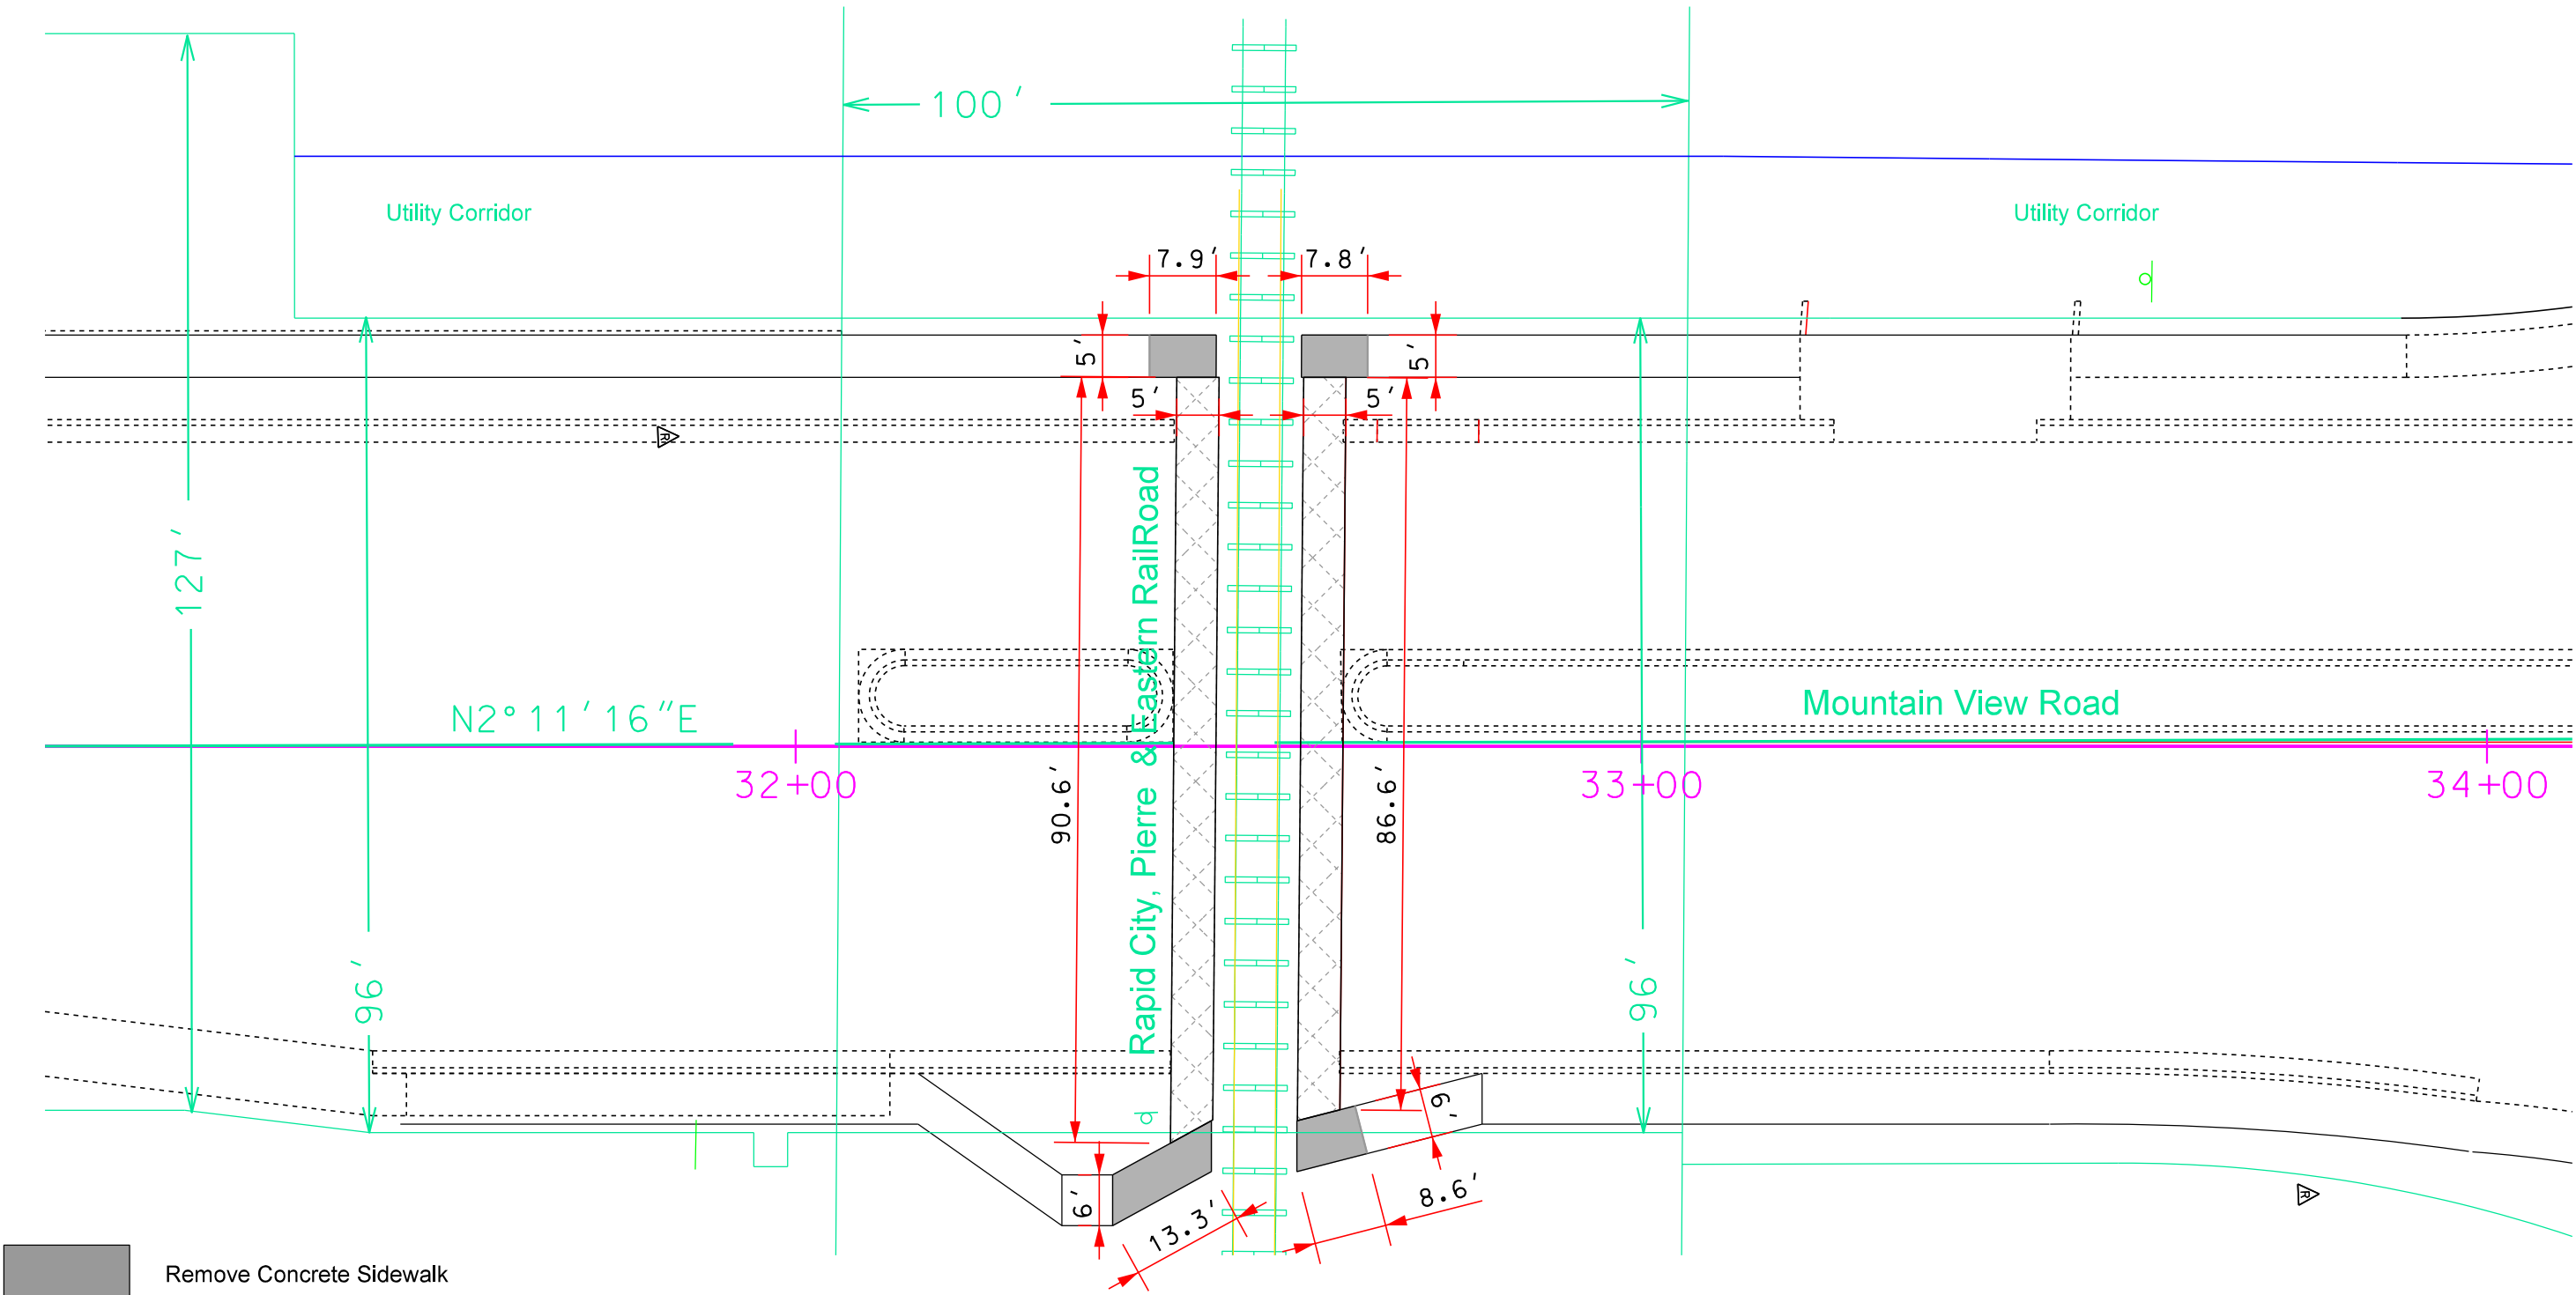 100'
Utility Corridor
Utility Corridor
7.9'
7.8'
5'
5'
5'
5'
127'
Rapid City, Pierre & Eastern RailRoad
N2°11'16"E
Mountain View Road
32+00
33+00
34+00
90.6'
86.6'
96'
96'
6'
6'
13.3'
8.6'
R
R
Remove Concrete Sidewalk